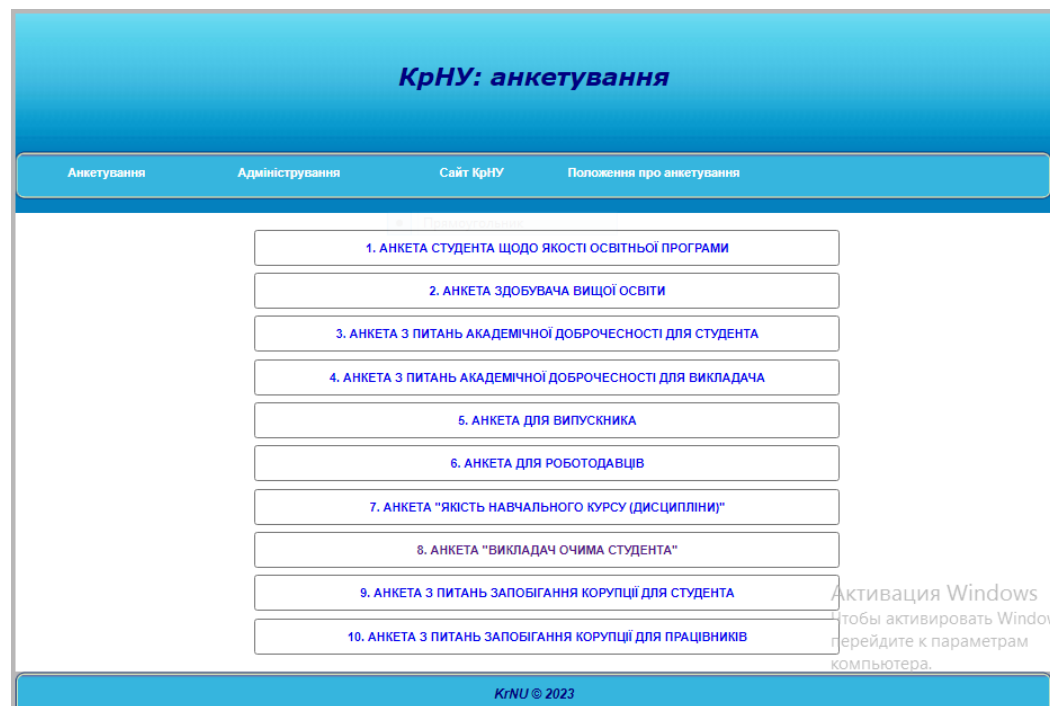 КрНУ: анкетування
Анкетування Адміністрування Сайт КрНУ Положення про анкетування
1. АНКЕТА СТУДЕНТА ЩОДО ЯКОСТІ ОСВІТНЬОЇ ПРОГРАМИ
2. АНКЕТА ЗДОБУВАЧА ВИЩОЇ ОСВІТИ
3. АНКЕТА З ПИТАНЬ АКАДЕМІЧНОЇ ДОБРОЧЕСНОСТІ ДЛЯ СТУДЕНТА
4. АНКЕТА З ПИТАНЬ АКАДЕМІЧНОЇ ДОБРОЧЕСНОСТІ ДЛЯ ВИКЛАДАЧА
5. АНКЕТА ДЛЯ ВИПУСКНИКА
6. АНКЕТА ДЛЯ РОБОТОДАВЦІВ
7. АНКЕТА "ЯКІСТЬ НАВЧАЛЬНОГО КУРСУ (ДИСЦИПЛІНИ)"
8. АНКЕТА "ВИКЛАДАЧ ОЧИМА СТУДЕНТА"
9. АНКЕТА З ПИТАНЬ ЗАПОБІГАННЯ КОРУПЦІЇ ДЛЯ СТУДЕНТА
10. АНКЕТА З ПИТАНЬ ЗАПОБІГАННЯ КОРУПЦІЇ ДЛЯ ПРАЦІВНИКІВ
Активация Windows
Чтобы активировать Window
перейдите к параметрам
компьютера.
KrNU © 2023